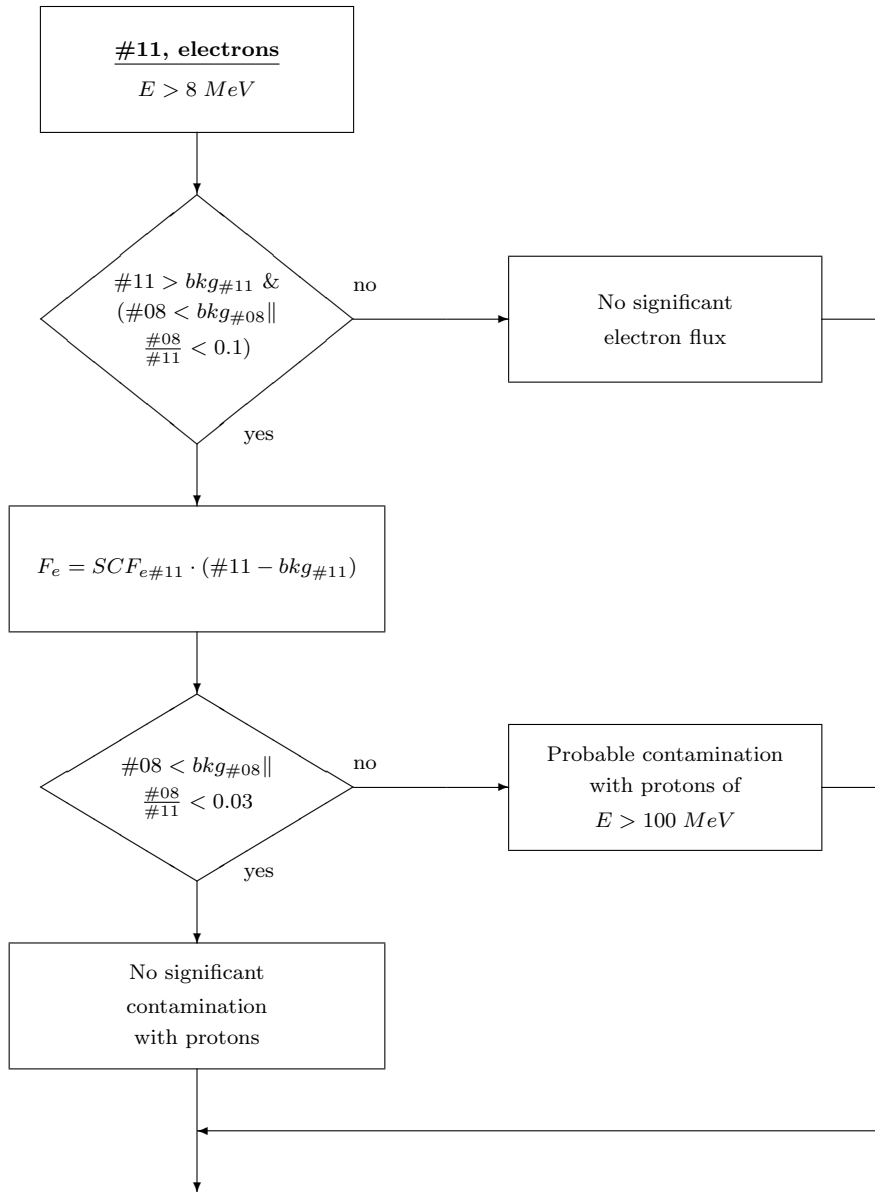 #11, electrons
E > 8 MeV
#11 > bkg#11 &
(#08 < bkg#08||
#08/#11 < 0.1)
no
No significant
electron flux
yes
Fe = SCFe#11 · (#11 − bkg#11)
#08 < bkg#08||
#08/#11 < 0.03
no
Probable contamination
with protons of
E > 100 MeV
yes
No significant
contamination
with protons